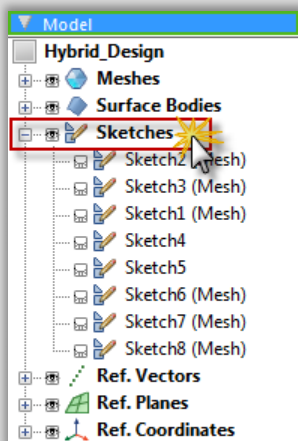 Model
Hybrid_Design
Meshes
Surface Bodies
Sketches
Sketch2 (Mesh)
Sketch3 (Mesh)
Sketch1 (Mesh)
Sketch4
Sketch5
Sketch6 (Mesh)
Sketch7 (Mesh)
Sketch8 (Mesh)
Ref. Vectors
Ref. Planes
Ref. Coordinates